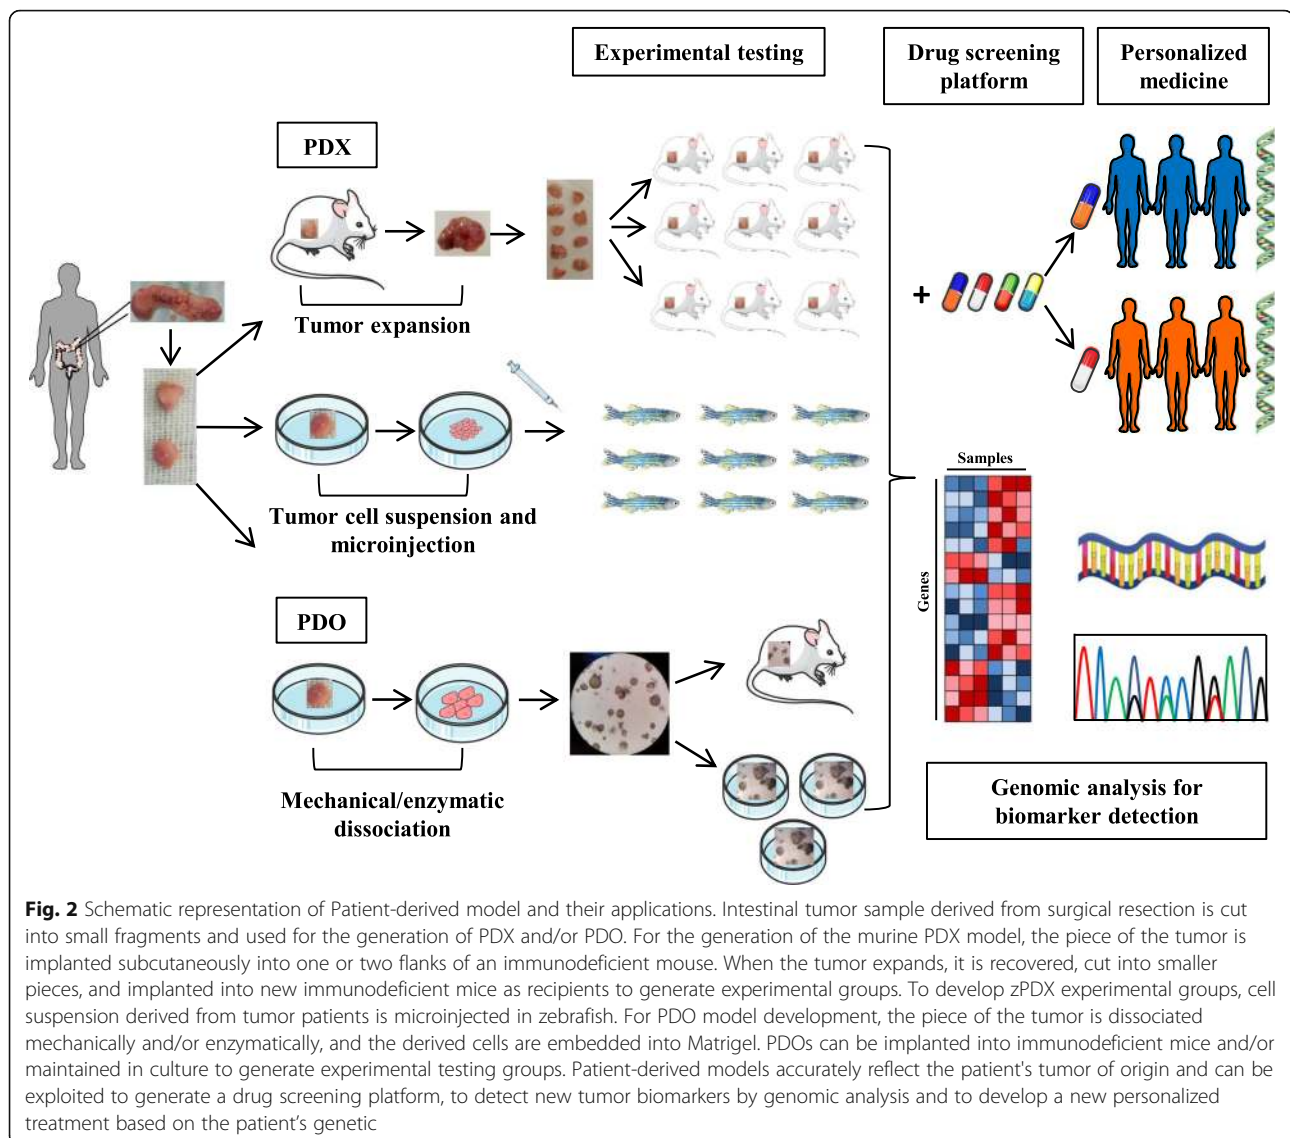 Experimental testing
Drug screening
platform
Personalized
medicine
PDX
Tumor expansion
+
Tumor cell suspension and
microinjection
Samples
Genes
PDO
Mechanical/enzymatic
dissociation
Genomic analysis for
biomarker detection
Fig. 2 Schematic representation of Patient-derived model and their applications. Intestinal tumor sample derived from surgical resection is cut
into small fragments and used for the generation of PDX and/or PDO. For the generation of the murine PDX model, the piece of the tumor is
implanted subcutaneously into one or two flanks of an immunodeficient mouse. When the tumor expands, it is recovered, cut into smaller
pieces, and implanted into new immunodeficient mice as recipients to generate experimental groups. To develop zPDX experimental groups, cell
suspension derived from tumor patients is microinjected in zebrafish. For PDO model development, the piece of the tumor is dissociated
mechanically and/or enzymatically, and the derived cells are embedded into Matrigel. PDOs can be implanted into immunodeficient mice and/or
maintained in culture to generate experimental testing groups. Patient-derived models accurately reflect the patient's tumor of origin and can be
exploited to generate a drug screening platform, to detect new tumor biomarkers by genomic analysis and to develop a new personalized
treatment based on the patient’s genetic